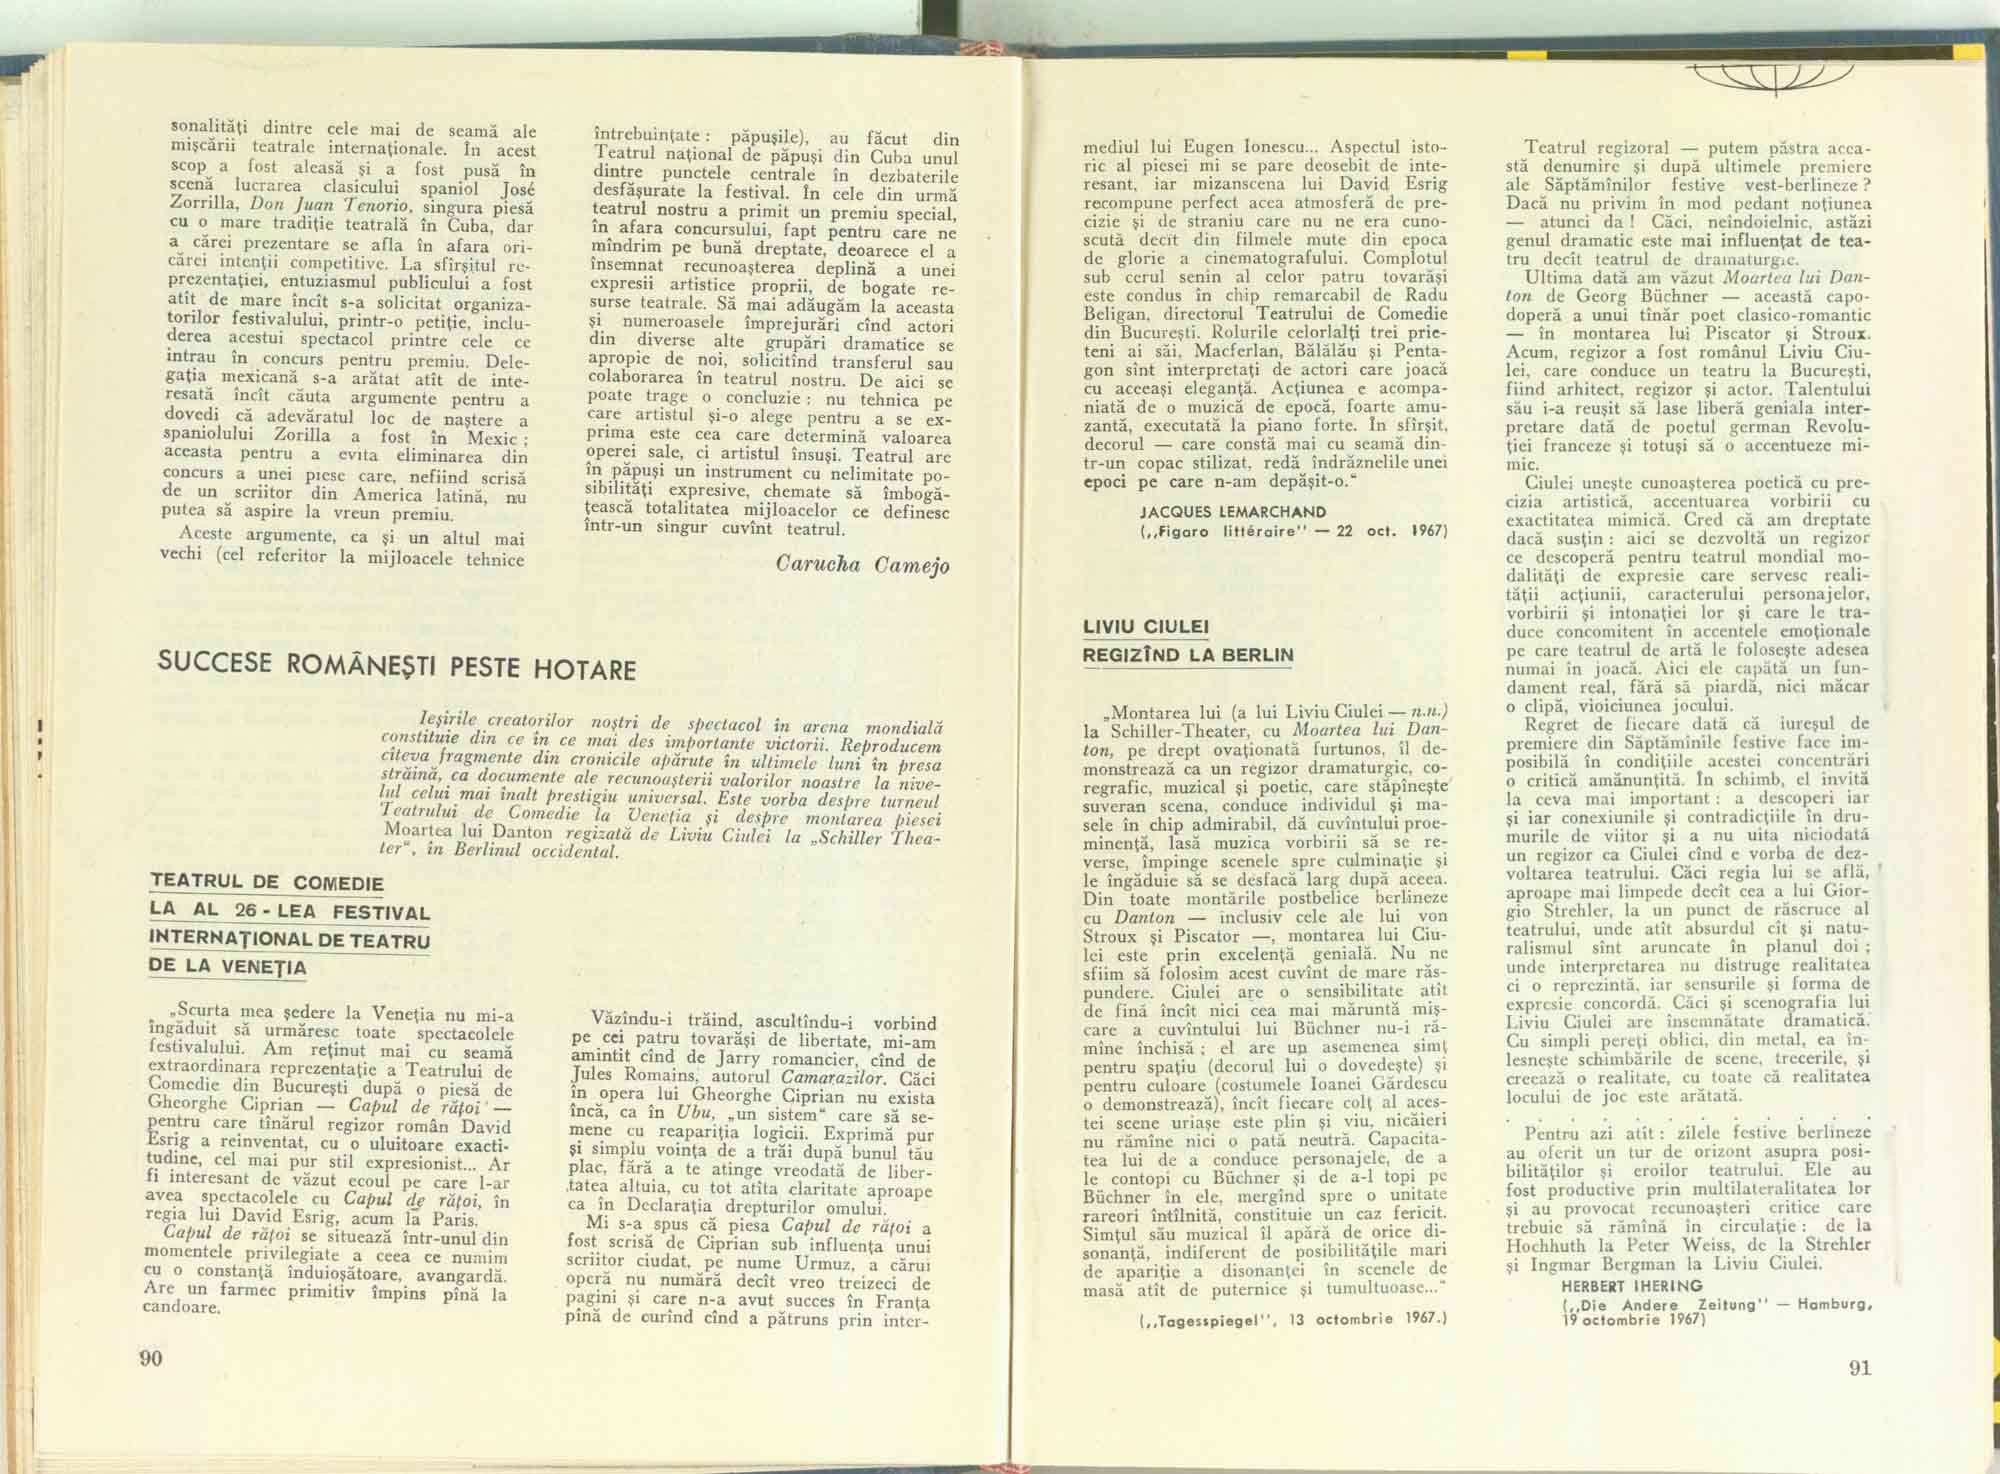 sonalități dintre cele mai de seamă ale
mișcării teatrale internaționale. În acest
scop a fost aleasă și a fost pusă în
scenă lucrarea clasicului spaniol José
Zorrilla, Don Juan Tenorio, singura piesă
cu o mare tradiție teatrală în Cuba, dar
a cărei prezentare se afla în afara ori-
cărei intenții competitive. La sfîrșitul re-
prezentației, entuziasmul publicului a fost
atît de mare încît s-a solicitat organiza-
torilor festivalului, printr-o petiție, inclu-
derea acestui spectacol printre cele ce
intrau în concurs pentru premiu. Dele-
gația mexicană s-a arătat atît de inte-
resată încît căuta argumente pentru a
dovedi că adevăratul loc de naștere a
spaniolului Zorilla a fost în Mexic ;
aceasta pentru a evita eliminarea din
concurs a unei piese care, nefiind scrisă
de un scriitor din America latină, nu
putea să aspire la vreun premiu.
Aceste argumente, ca și un altul mai
vechi (cel referitor la mijloacele tehnice
întrebuințate : păpușile), au făcut din
Teatrul național de păpuși din Cuba unul
dintre punctele centrale în dezbaterile
desfășurate la festival. În cele din urmă
teatrul nostru a primit un premiu special,
în afara concursului, fapt pentru care ne
mîndrim pe bună dreptate, deoarece el a
însemnat recunoașterea deplină a unei
expresii artistice proprii, de bogate re-
surse teatrale. Să mai adăugăm la aceasta
și numeroasele împrejurări cînd actori
din diverse alte grupări dramatice se
apropie de noi, solicitînd transferul sau
colaborarea în teatrul nostru. De aici se
poate trage o concluzie : nu tehnica pe
care artistul și-o alege pentru a se ex-
prima este cea care determină valoarea
operei sale, ci artistul însuși. Teatrul are
în păpuși un instrument cu nelimitate po-
sibilități expresive, chemate să îmbogă-
țească totalitatea mijloacelor ce definesc
într-un singur cuvînt teatrul.
Carucha Camejo
SUCCESE ROMÂNEȘTI PESTE HOTARE
Ieșirile creatorilor noștri de spectacol în arena mondială
constituie din ce în ce mai des importante victorii. Reproducem
cîteva fragmente din cronicile apărute în ultimele luni în presa
străină, ca documente ale recunoașterii valorilor noastre la nive-
lul celui mai înalt prestigiu universal. Este vorba despre turneul
Teatrului de Comedie la Veneția și despre montarea piesei
Moartea lui Danton regizată de Liviu Ciulei la „Schiller Thea-
ter“, în Berlinul occidental.
TEATRUL DE COMEDIE
LA AL 26-LEA FESTIVAL
INTERNAȚIONAL DE TEATRU
DE LA VENEȚIA
„Scurta mea ședere la Veneția nu mi-a
îngăduit să urmăresc toate spectacolele
festivalului. Am reținut mai cu seamă
extraordinara reprezentație a Teatrului de
Comedie din București după o piesă de
Gheorghe Ciprian — Capul de rățoi —
pentru care tînărul regizor român David
Esrig a reinventat, cu o uluitoare exacti-
tudine, cel mai pur stil expresionist... Ar
fi interesant de văzut ecoul pe care l-ar
avea spectacolele cu Capul de rățoi, în
regia lui David Esrig, acum la Paris.
Capul de rățoi se situează într-unul din
momentele privilegiate a ceea ce numim
cu o constanță înduioșătoare, avangardă.
Are un farmec primitiv împins pînă la
candoare.
Văzîndu-i trăind, ascultîndu-i vorbind
pe cei patru tovarăși de libertate, mi-am
amintit cînd de Jarry romancier, cînd de
Jules Romains, autorul Camarazilor. Căci
în opera lui Gheorghe Ciprian nu exista
încă, ca în Ubu, „un sistem“ care să se-
mene cu reapariția logicii. Exprimă pur
și simplu voința de a trăi după bunul tău
plac, fără a te atinge vreodată de liber-
tatea altuia, cu tot atîta claritate aproape
ca în Declarația drepturilor omului.
Mi s-a spus că piesa Capul de rățoi a
fost scrisă de Ciprian sub influența unui
scriitor ciudat, pe nume Urmuz, a cărui
operă nu numără decît vreo treizeci de
pagini și care n-a avut succes în Franța
pînă de curînd cînd a pătruns prin inter-
90
mediul lui Eugen Ionescu... Aspectul isto-
ric al piesei mi se pare deosebit de inte-
resant, iar mizanscena lui David Esrig
recompune perfect acea atmosferă de pre-
cizie și de straniu care nu ne era cuno-
scută decît din filmele mute din epoca
de glorie a cinematografului. Complotul
sub cerul senin al celor patru tovarăși
este condus în chip remarcabil de Radu
Beligan, directorul Teatrului de Comedie
din București. Rolurile celorlalți trei prie-
teni ai săi, Macferlan, Bălălău și Penta-
gon sînt interpretați de actori care joacă
cu aceeași eleganță. Acțiunea e acompa-
niată de o muzică de epocă, foarte amu-
zantă, executată la piano forte. În sfîrșit,
decorul — care constă mai cu seamă din-
tr-un copac stilizat, redă îndrăznelile unei
epoci pe care n-am depășit-o.“
JACQUES LEMARCHAND
(„Figaro littéraire” — 22 oct. 1967)
LIVIU CIULEI
REGIZÎND LA BERLIN
„Montarea lui (a lui Liviu Ciulei — n.n.)
la Schiller-Theater, cu Moartea lui Dan-
ton, pe drept ovaționată furtunos, îl de-
monstrează ca un regizor dramaturgic, co-
regrafic, muzical și poetic, care stăpînește
suveran scena, conduce individul și ma-
sele în chip admirabil, dă cuvîntului proe-
minență, lasă muzica vorbirii să se re-
verse, împinge scenele spre culminație și
le îngăduie să se desfacă larg după aceea.
Din toate montările postbelice berlineze
cu Danton — inclusiv cele ale lui von
Stroux și Piscator —, montarea lui Ciu-
lei este prin excelență genială. Nu ne
sfiim să folosim acest cuvînt de mare răs-
pundere. Ciulei are o sensibilitate atît
de fină încît nici cea mai măruntă miș-
care a cuvîntului lui Büchner nu-i ră-
mîne închisă ; el are un asemenea simț
pentru spațiu (decorul lui o dovedește) și
pentru culoare (costumele Ioanei Gărdescu
o demonstrează), încît fiecare colț al aces-
tei scene uriașe este plin și viu, nicăieri
nu rămîne nici o pată neutră. Capacita-
tea lui de a conduce personajele, de a
le contopi cu Büchner și de a-l topi pe
Büchner în ele, mergînd spre o unitate
rareori întîlnită, constituie un caz fericit.
Simțul său muzical îl apără de orice di-
sonanță, indiferent de posibilitățile mari
de apariție a disonanței în scenele de
masă atît de puternice și tumultuoase...“
(„Tagesspiegel”, 13 octombrie 1967.)
Teatrul regizoral — putem păstra acea-
stă denumire și după ultimele premiere
ale Săptămînilor festive vest-berlineze ?
Dacă nu privim în mod pedant noțiunea
— atunci da ! Căci, neîndoielnic, astăzi
genul dramatic este mai influențat de tea-
tru decît teatrul de dramaturgie.
Ultima dată am văzut Moartea lui Dan-
ton de Georg Büchner — această capo-
doperă a unui tînăr poet clasico-romantic
— în montarea lui Piscator și Stroux.
Acum, regizor a fost românul Liviu Ciu-
lei, care conduce un teatru la București,
fiind arhitect, regizor și actor. Talentului
său i-a reușit să lase liberă geniala inter-
pretare dată de poetul german Revolu-
ției franceze și totuși să o accentueze mi-
mic.
Ciulei unește cunoașterea poetică cu pre-
cizia artistică, accentuarea vorbirii cu
exactitatea mimică. Cred că am dreptate
dacă susțin : aici se dezvoltă un regizor
ce descoperă pentru teatrul mondial mo-
dalități de expresie care servesc reali-
tății acțiunii, caracterului personajelor,
vorbirii și intonației lor și care le tra-
duce concomitent în accentele emoționale
pe care teatrul de artă le folosește adesea
numai în joacă. Aici ele capătă un fun-
dament real, fără să piardă, nici măcar
o clipă, vioiciunea jocului.
Regret de fiecare dată că iureșul de
premiere din Săptămînile festive face im-
posibilă în condițiile acestei concentrări
o critică amănunțită. În schimb, el invită
la ceva mai important : a descoperi iar
și iar conexiunile și contradicțiile în dru-
murile de viitor și a nu uita niciodată
un regizor ca Ciulei cînd e vorba de dez-
voltarea teatrului. Căci regia lui se află,
aproape mai limpede decît cea a lui Gior-
gio Strehler, la un punct de răscruce al
teatrului, unde atît absurdul cît și natu-
ralismul sînt aruncate în planul doi ;
unde interpretarea nu distruge realitatea
ci o reprezintă, iar sensurile și forma de
expresie concordă. Căci și scenografia lui
Liviu Ciulei are însemnătate dramatică.
Cu simpli pereți oblici, din metal, ea în-
lesnește schimbările de scene, trecerile, și
creează o realitate, cu toate că realitatea
locului de joc este arătată.
. . . . . . . . . .
Pentru azi atît : zilele festive berlineze
au oferit un tur de orizont asupra posi-
bilităților și eroilor teatrului. Ele au
fost productive prin multilateralitatea lor
și au provocat recunoașteri critice care
trebuie să rămînă în circulație : de la
Hochhuth la Peter Weiss, de la Strehler
și Ingmar Bergman la Liviu Ciulei.
HERBERT IHERING
(„Die Andere Zeitung” — Hamburg,
19 octombrie 1967)
91